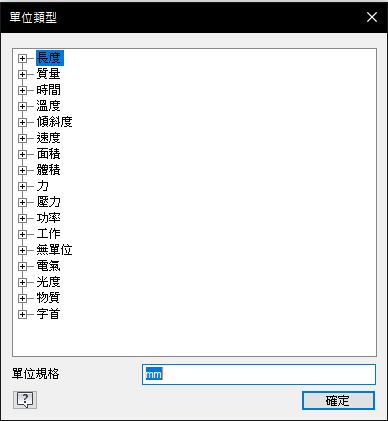 單位類型
長度
質量
時間
溫度
傾斜度
速度
面積
體積
力
壓力
功率
工作
無單位
電氣
光度
物質
字首
單位規格
mm
?
確定